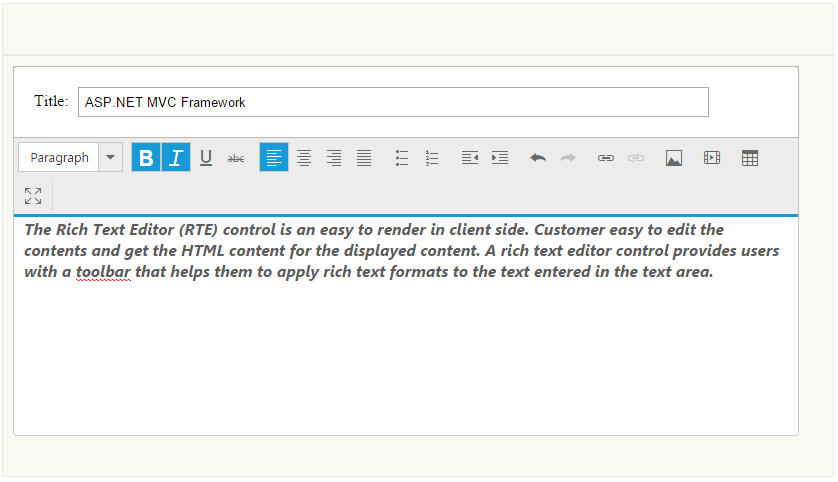 Title: ASP.NET MVC Framework
Paragraph B I U abc
The Rich Text Editor (RTE) control is an easy to render in client side. Customer easy to edit the
contents and get the HTML content for the displayed content. A rich text editor control provides users
with a toolbar that helps them to apply rich text formats to the text entered in the text area.